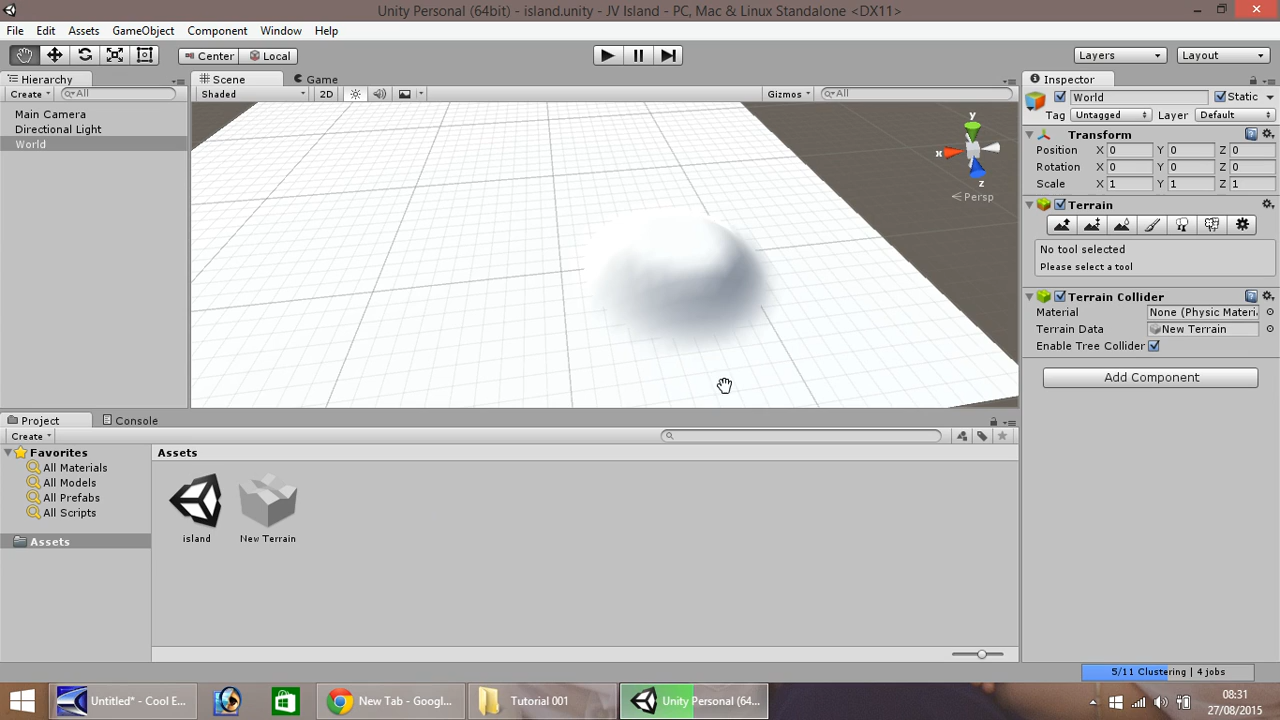 Unity Personal (64bit) - island.unity - JV Island - PC, Mac & Linux Standalone <DX11>
File Edit Assets GameObject Component Window Help
Center Local Layers Layout
Hierarchy
Create All
Main Camera
Directional Light
World
Scene Game
Shaded 2D Gizmos All
y
x
z
Persp
Inspector
World Static
Tag Untagged Layer Default
Transform
Position X 0 Y 0 Z 0
Rotation X 0 Y 0 Z 0
Scale X 1 Y 1 Z 1
Terrain
No tool selected
Please select a tool
Terrain Collider
Material None (Physic Materi
Terrain Data New Terrain
Enable Tree Collider
Add Component
Project Console
Create
Favorites
All Materials
All Models
All Prefabs
All Scripts
Assets
Assets
island New Terrain
5/11 Clustering | 4 jobs
Untitled* - Cool E... New Tab - Googl... Tutorial 001 Unity Personal (64...
08:31
27/08/2015